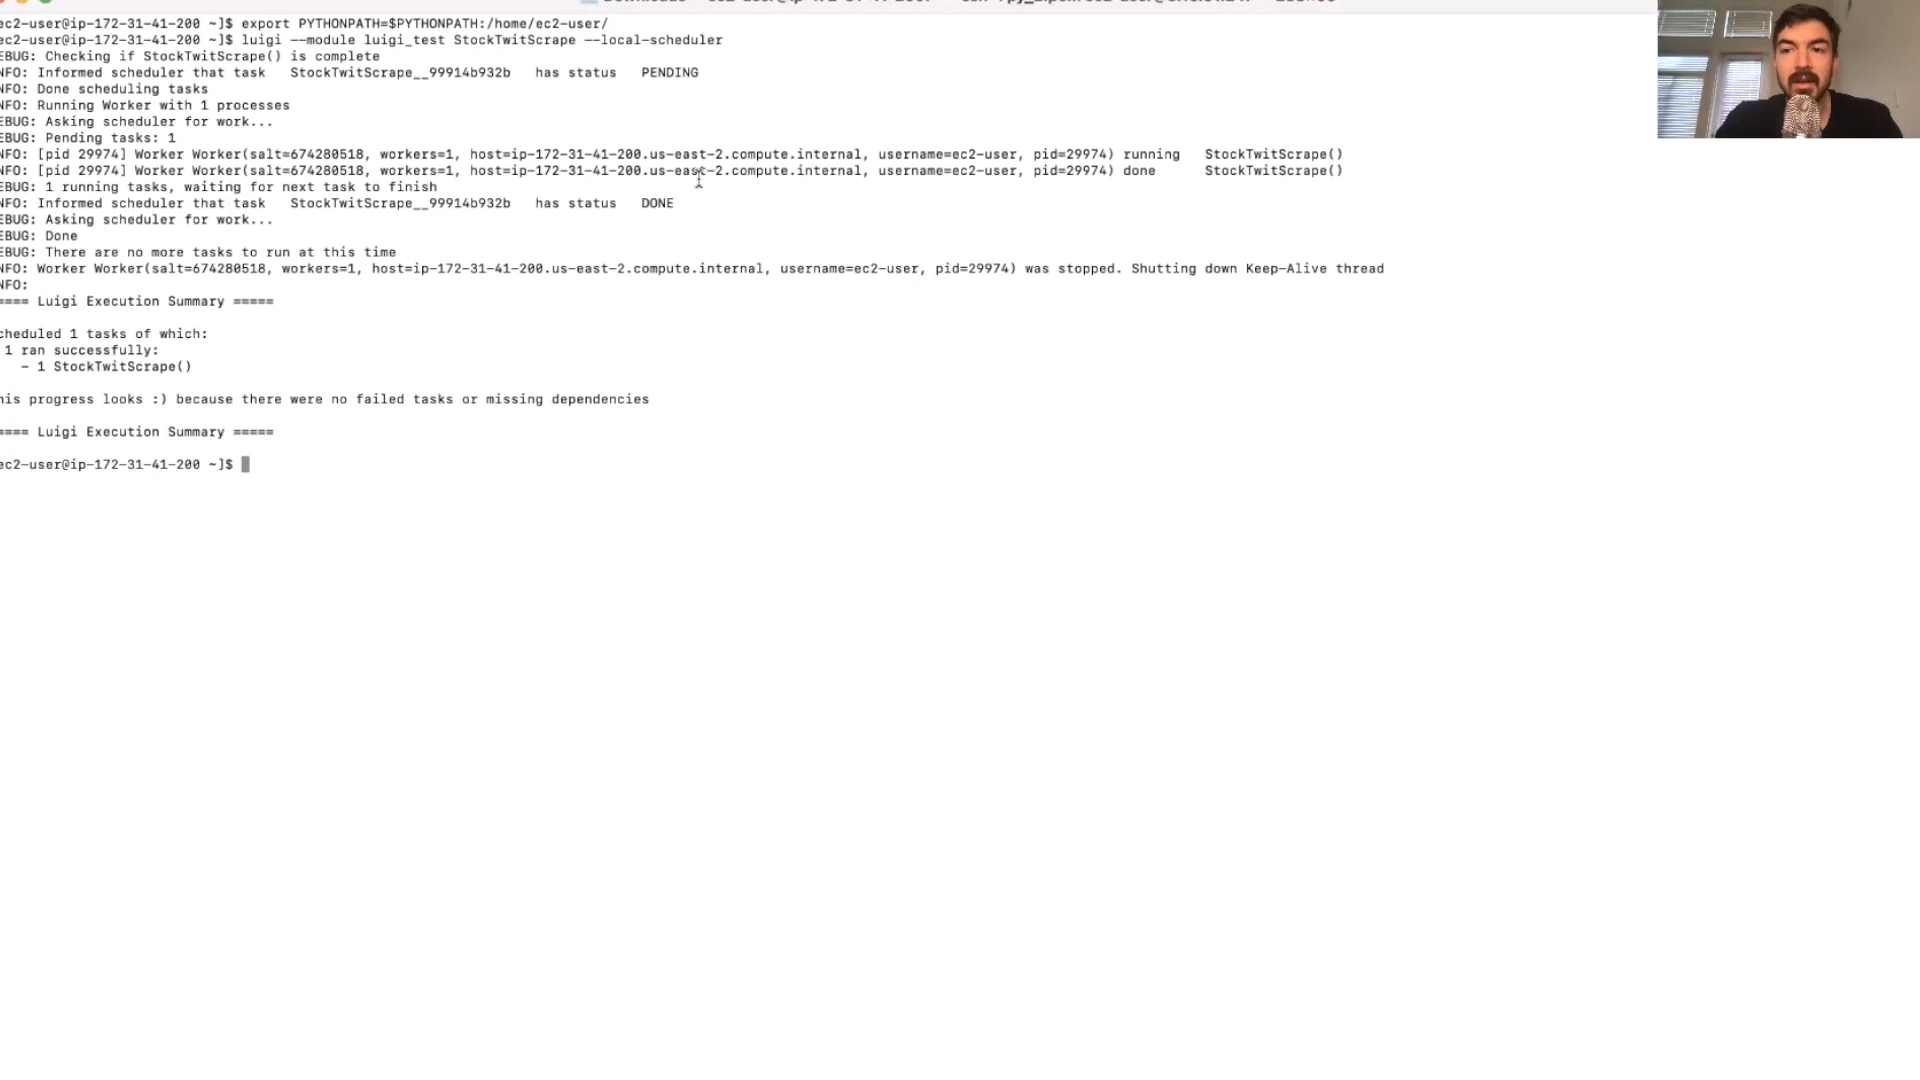 ec2-user@ip-172-31-41-200 ~]$ export PYTHONPATH=$PYTHONPATH:/home/ec2-user/
ec2-user@ip-172-31-41-200 ~]$ luigi --module luigi_test StockTwitScrape --local-scheduler
EBUG: Checking if StockTwitScrape() is complete
NFO: Informed scheduler that task   StockTwitScrape__99914b932b   has status   PENDING
NFO: Done scheduling tasks
NFO: Running Worker with 1 processes
EBUG: Asking scheduler for work...
EBUG: Pending tasks: 1
NFO: [pid 29974] Worker Worker(salt=674280518, workers=1, host=ip-172-31-41-200.us-east-2.compute.internal, username=ec2-user, pid=29974) running   StockTwitScrape()
NFO: [pid 29974] Worker Worker(salt=674280518, workers=1, host=ip-172-31-41-200.us-east-2.compute.internal, username=ec2-user, pid=29974) done      StockTwitScrape()
EBUG: 1 running tasks, waiting for next task to finish
NFO: Informed scheduler that task   StockTwitScrape__99914b932b   has status   DONE
EBUG: Asking scheduler for work...
EBUG: Done
EBUG: There are no more tasks to run at this time
NFO: Worker Worker(salt=674280518, workers=1, host=ip-172-31-41-200.us-east-2.compute.internal, username=ec2-user, pid=29974) was stopped. Shutting down Keep-Alive thread
NFO:
==== Luigi Execution Summary =====
cheduled 1 tasks of which:
1 ran successfully:
- 1 StockTwitScrape()
his progress looks :) because there were no failed tasks or missing dependencies
==== Luigi Execution Summary =====
ec2-user@ip-172-31-41-200 ~]$